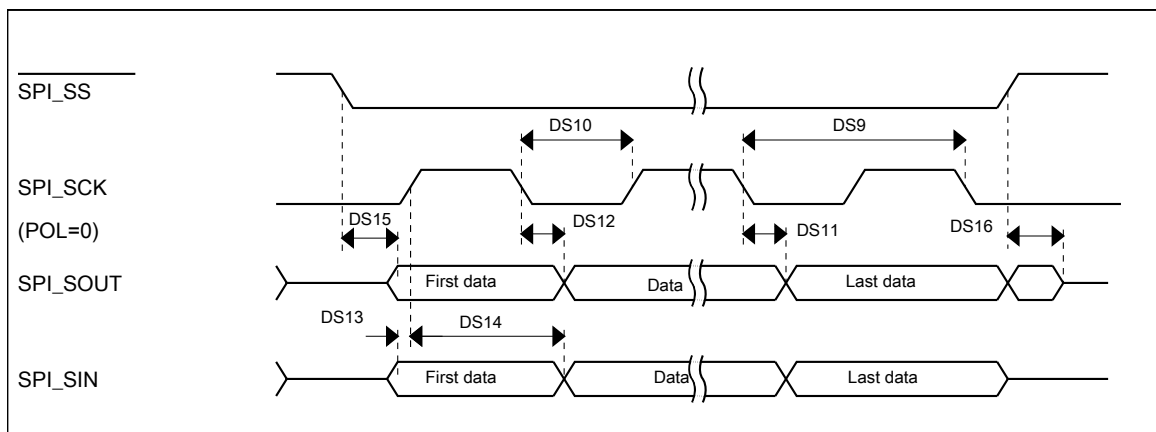 SPI_SS
DS10
DS9
SPI_SCK
(POL=0)
DS15
DS12
DS11
DS16
SPI_SOUT
First data
Data
Last data
DS13
DS14
SPI_SIN
First data
Data
Last data